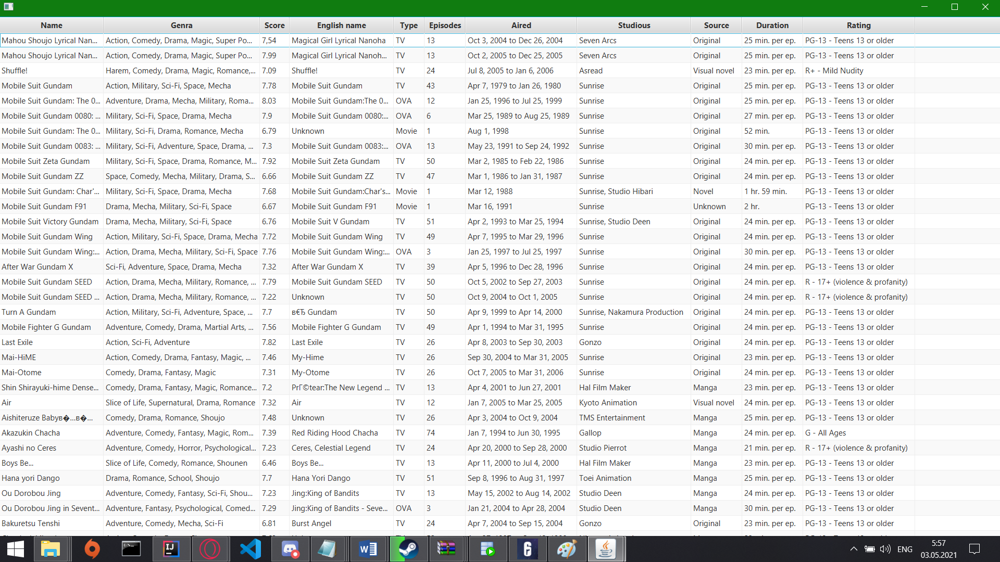 Name Genra Score English name Type Episodes Aired Studious Source Duration Rating
Mahou Shoujo Lyrical Nan... Action, Comedy, Drama, Magic, Super Po... 7,54 Magical Girl Lyrical Nanoha TV 13 Oct 3, 2004 to Dec 26, 2004 Seven Arcs Original 25 min. per ep. PG-13 - Teens 13 or older
Mahou Shoujo Lyrical Nan... Action, Comedy, Drama, Magic, Super Po... 7.99 Magical Girl Lyrical Nanoh... TV 13 Oct 2, 2005 to Dec 25, 2005 Seven Arcs Original 25 min. per ep. PG-13 - Teens 13 or older
Shuffle! Harem, Comedy, Drama, Magic, Romance,... 7.09 Shuffle! TV 24 Jul 8, 2005 to Jan 6, 2006 Asread Visual novel 23 min. per ep. R+ - Mild Nudity
Mobile Suit Gundam Action, Military, Sci-Fi, Space, Mecha 7.78 Mobile Suit Gundam TV 43 Apr 7, 1979 to Jan 26, 1980 Sunrise Original 25 min. per ep. PG-13 - Teens 13 or older
Mobile Suit Gundam: The 0... Adventure, Drama, Mecha, Military, Roma... 8.03 Mobile Suit Gundam:The 0... OVA 12 Jan 25, 1996 to Jul 25, 1999 Sunrise Original 25 min. per ep. PG-13 - Teens 13 or older
Mobile Suit Gundam 0080: ... Military, Sci-Fi, Space, Drama, Mecha 7.9 Mobile Suit Gundam 0080:... OVA 6 Mar 25, 1989 to Aug 25, 1989 Sunrise Original 27 min. per ep. PG-13 - Teens 13 or older
Mobile Suit Gundam: The 0... Military, Sci-Fi, Drama, Romance, Mecha 6.79 Unknown Movie 1 Aug 1, 1998 Sunrise Original 52 min. PG-13 - Teens 13 or older
Mobile Suit Gundam 0083: ... Military, Sci-Fi, Adventure, Space, Drama, ... 7.3 Mobile Suit Gundam 0083:... OVA 13 May 23, 1991 to Sep 24, 1992 Sunrise Original 30 min. per ep. PG-13 - Teens 13 or older
Mobile Suit Zeta Gundam Military, Sci-Fi, Space, Drama, Romance, M... 7.92 Mobile Suit Zeta Gundam TV 50 Mar 2, 1985 to Feb 22, 1986 Sunrise Original 24 min. per ep. PG-13 - Teens 13 or older
Mobile Suit Gundam ZZ Space, Comedy, Mecha, Military, Drama, S... 6.66 Mobile Suit Gundam ZZ TV 47 Mar 1, 1986 to Jan 31, 1987 Sunrise Original 24 min. per ep. PG-13 - Teens 13 or older
Mobile Suit Gundam: Char'... Military, Sci-Fi, Space, Drama, Mecha 7.68 Mobile Suit Gundam:Char's... Movie 1 Mar 12, 1988 Sunrise, Studio Hibari Novel 1 hr. 59 min. PG-13 - Teens 13 or older
Mobile Suit Gundam F91 Drama, Mecha, Military, Sci-Fi, Space 6.67 Mobile Suit Gundam F91 Movie 1 Mar 16, 1991 Sunrise Unknown 2 hr. PG-13 - Teens 13 or older
Mobile Suit Victory Gundam Drama, Mecha, Military, Sci-Fi, Space 6.76 Mobile Suit V Gundam TV 51 Apr 2, 1993 to Mar 25, 1994 Sunrise, Studio Deen Original 24 min. per ep. PG-13 - Teens 13 or older
Mobile Suit Gundam Wing Action, Military, Sci-Fi, Space, Drama, Mecha 7.72 Mobile Suit Gundam Wing TV 49 Apr 7, 1995 to Mar 29, 1996 Sunrise Original 24 min. per ep. PG-13 - Teens 13 or older
Mobile Suit Gundam Wing:... Action, Drama, Mecha, Military, Sci-Fi, Space 7.76 Mobile Suit Gundam Wing:... OVA 3 Jan 25, 1997 to Jul 25, 1997 Sunrise Original 30 min. per ep. PG-13 - Teens 13 or older
After War Gundam X Sci-Fi, Adventure, Space, Drama, Mecha 7.32 After War Gundam X TV 39 Apr 5, 1996 to Dec 28, 1996 Sunrise Original 24 min. per ep. PG-13 - Teens 13 or older
Mobile Suit Gundam SEED Action, Drama, Mecha, Military, Romance, ... 7.79 Mobile Suit Gundam SEED TV 50 Oct 5, 2002 to Sep 27, 2003 Sunrise Original 24 min. per ep. R - 17+ (violence & profanity)
Mobile Suit Gundam SEED ... Action, Drama, Mecha, Military, Romance, ... 7.22 Unknown TV 50 Oct 9, 2004 to Oct 1, 2005 Sunrise Original 24 min. per ep. R - 17+ (violence & profanity)
Turn A Gundam Action, Military, Sci-Fi, Adventure, Space, ... 7.7 в€Ђ Gundam TV 50 Apr 9, 1999 to Apr 14, 2000 Sunrise, Nakamura Production Original 24 min. per ep. PG-13 - Teens 13 or older
Mobile Fighter G Gundam Adventure, Comedy, Drama, Martial Arts, ... 7.56 Mobile Fighter G Gundam TV 49 Apr 1, 1994 to Mar 31, 1995 Sunrise Original 24 min. per ep. PG-13 - Teens 13 or older
Last Exile Action, Sci-Fi, Adventure 7.82 Last Exile TV 26 Apr 8, 2003 to Sep 30, 2003 Gonzo Original 24 min. per ep. PG-13 - Teens 13 or older
Mai-HiME Action, Comedy, Drama, Fantasy, Magic, ... 7.46 My-Hime TV 26 Sep 30, 2004 to Mar 31, 2005 Sunrise Original 23 min. per ep. PG-13 - Teens 13 or older
Mai-Otome Comedy, Drama, Fantasy, Magic 7.31 My-Otome TV 26 Oct 7, 2005 to Mar 31, 2006 Sunrise Original 24 min. per ep. PG-13 - Teens 13 or older
Shin Shirayuki-hime Dense... Comedy, Drama, Fantasy, Magic, Romance... 7.2 PrГ©tear:The New Legend ... TV 13 Apr 4, 2001 to Jun 27, 2001 Hal Film Maker Manga 23 min. per ep. PG-13 - Teens 13 or older
Air Slice of Life, Supernatural, Drama, Romance 7.32 Air TV 12 Jan 7, 2005 to Mar 25, 2005 Kyoto Animation Visual novel 24 min. per ep. PG-13 - Teens 13 or older
Aishiteruze Babyв�...в�... Comedy, Drama, Romance, Shoujo 7.48 Unknown TV 26 Apr 3, 2004 to Oct 9, 2004 TMS Entertainment Manga 25 min. per ep. PG-13 - Teens 13 or older
Akazukin Chacha Adventure, Comedy, Fantasy, Magic, Rom... 7.39 Red Riding Hood Chacha TV 74 Jan 7, 1994 to Jun 30, 1995 Gallop Manga 24 min. per ep. G - All Ages
Ayashi no Ceres Adventure, Comedy, Horror, Psychological... 7.23 Ceres, Celestial Legend TV 24 Apr 20, 2000 to Sep 28, 2000 Studio Pierrot Manga 21 min. per ep. R - 17+ (violence & profanity)
Boys Be... Slice of Life, Comedy, Romance, Shounen 6.46 Boys Be... TV 13 Apr 11, 2000 to Jul 4, 2000 Hal Film Maker Manga 23 min. per ep. PG-13 - Teens 13 or older
Hana yori Dango Drama, Romance, School, Shoujo 7.7 Hana Yori Dango TV 51 Sep 8, 1996 to Aug 31, 1997 Toei Animation Manga 25 min. per ep. PG-13 - Teens 13 or older
Ou Dorobou Jing Adventure, Comedy, Fantasy, Sci-Fi, Shou... 7.23 Jing:King of Bandits TV 13 May 15, 2002 to Aug 14, 2002 Studio Deen Manga 24 min. per ep. PG-13 - Teens 13 or older
Ou Dorobou Jing in Sevent... Adventure, Fantasy, Psychological, Comed... 7.29 Jing:King of Bandits - Seve... OVA 3 Jan 21, 2004 to Apr 28, 2004 Studio Deen Manga 30 min. per ep. PG-13 - Teens 13 or older
Bakuretsu Tenshi Adventure, Comedy, Mecha, Sci-Fi 6.81 Burst Angel TV 24 Apr 7, 2004 to Sep 15, 2004 Gonzo Original 23 min. per ep. PG-13 - Teens 13 or older
ENG
5:57
03.05.2021